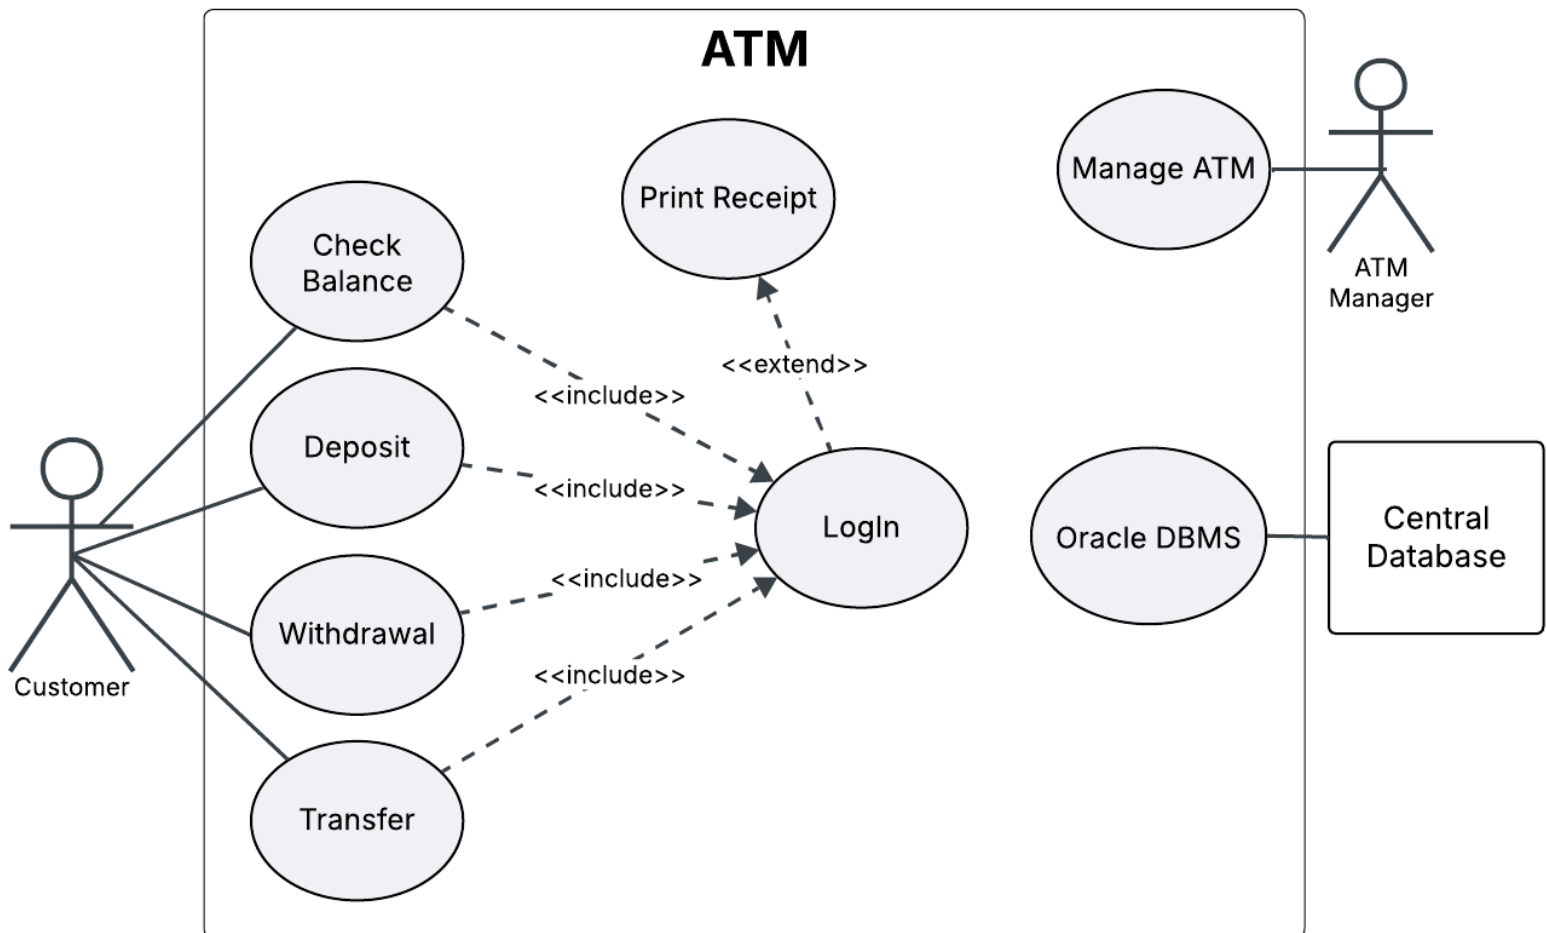 ATM
Print Receipt
Manage ATM
Check
Balance
ATM
Manager
<<extend>>
<<include>>
Deposit
<<include>>
LogIn
Oracle DBMS
Central
Database
<<include>>
Withdrawal
Customer
<<include>>
Transfer